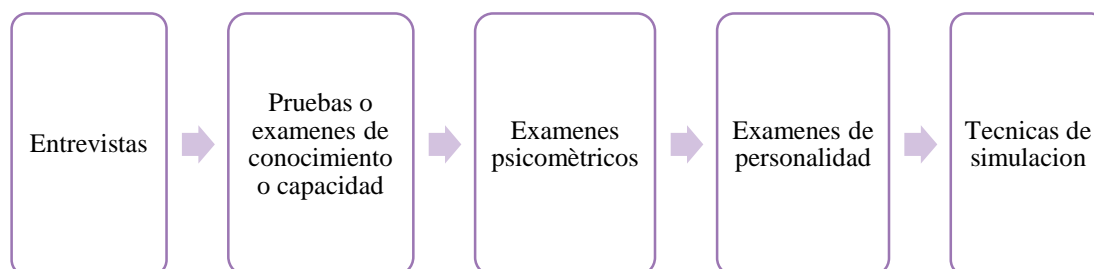 Entrevistas
Pruebas o
examenes de
conocimiento
o capacidad
Examenes
psicomètricos
Examenes de
personalidad
Tecnicas de
simulacion